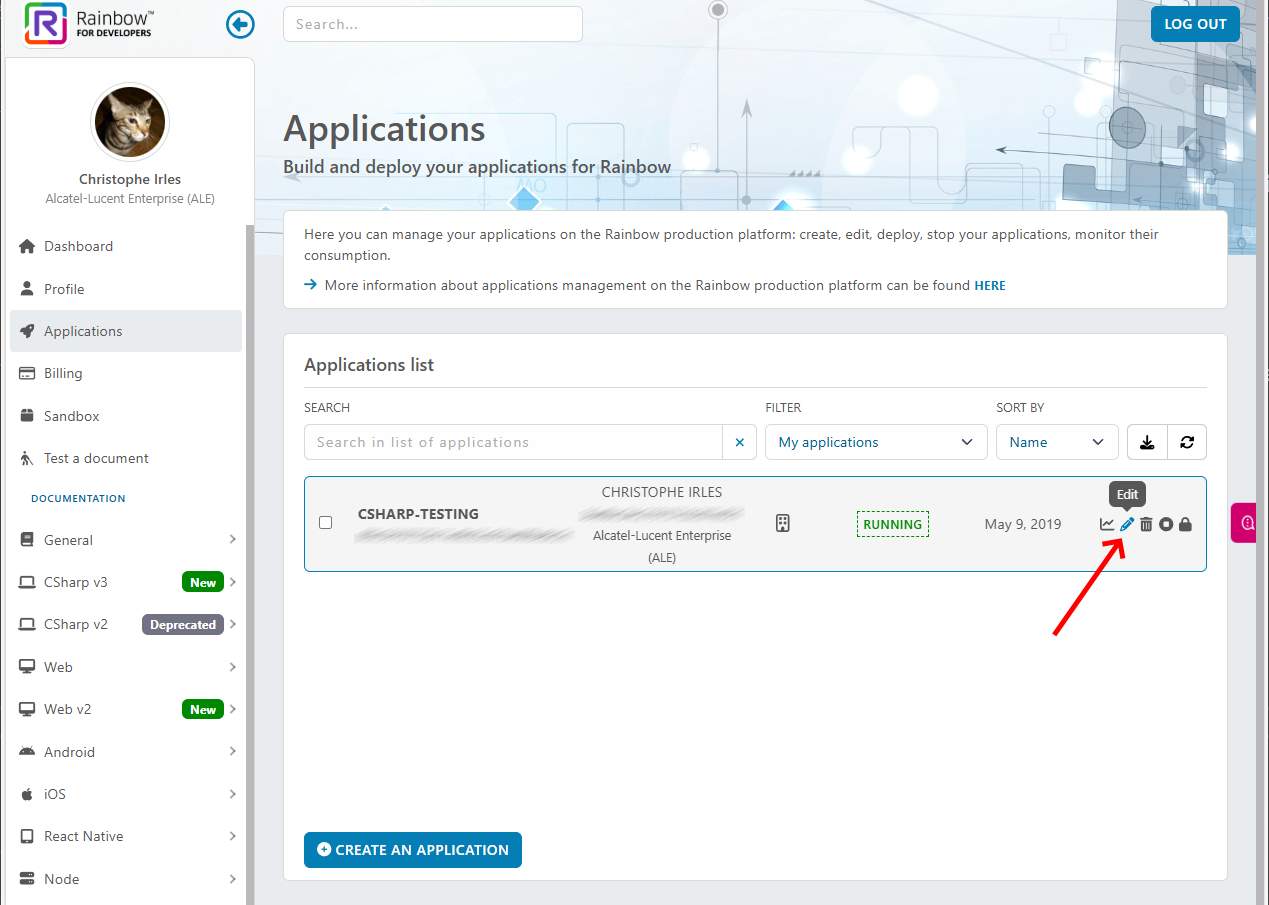 Rainbow™
FOR DEVELOPERS
Search...
LOG OUT
Christophe Irles
Alcatel-Lucent Enterprise (ALE)
Dashboard
Profile
Applications
Billing
Sandbox
Test a document
DOCUMENTATION
General
CSharp v3 New
CSharp v2 Deprecated
Web
Web v2 New
Android
iOS
React Native
Node
Applications
Build and deploy your applications for Rainbow
Here you can manage your applications on the Rainbow production platform: create, edit, deploy, stop your applications, monitor their
consumption.
More information about applications management on the Rainbow production platform can be found HERE
Applications list
SEARCH FILTER SORT BY
Search in list of applications My applications Name
CHRISTOPHE IRLES
Edit
CSHARP-TESTING
RUNNING May 9, 2019
Alcatel-Lucent Enterprise
(ALE)
CREATE AN APPLICATION